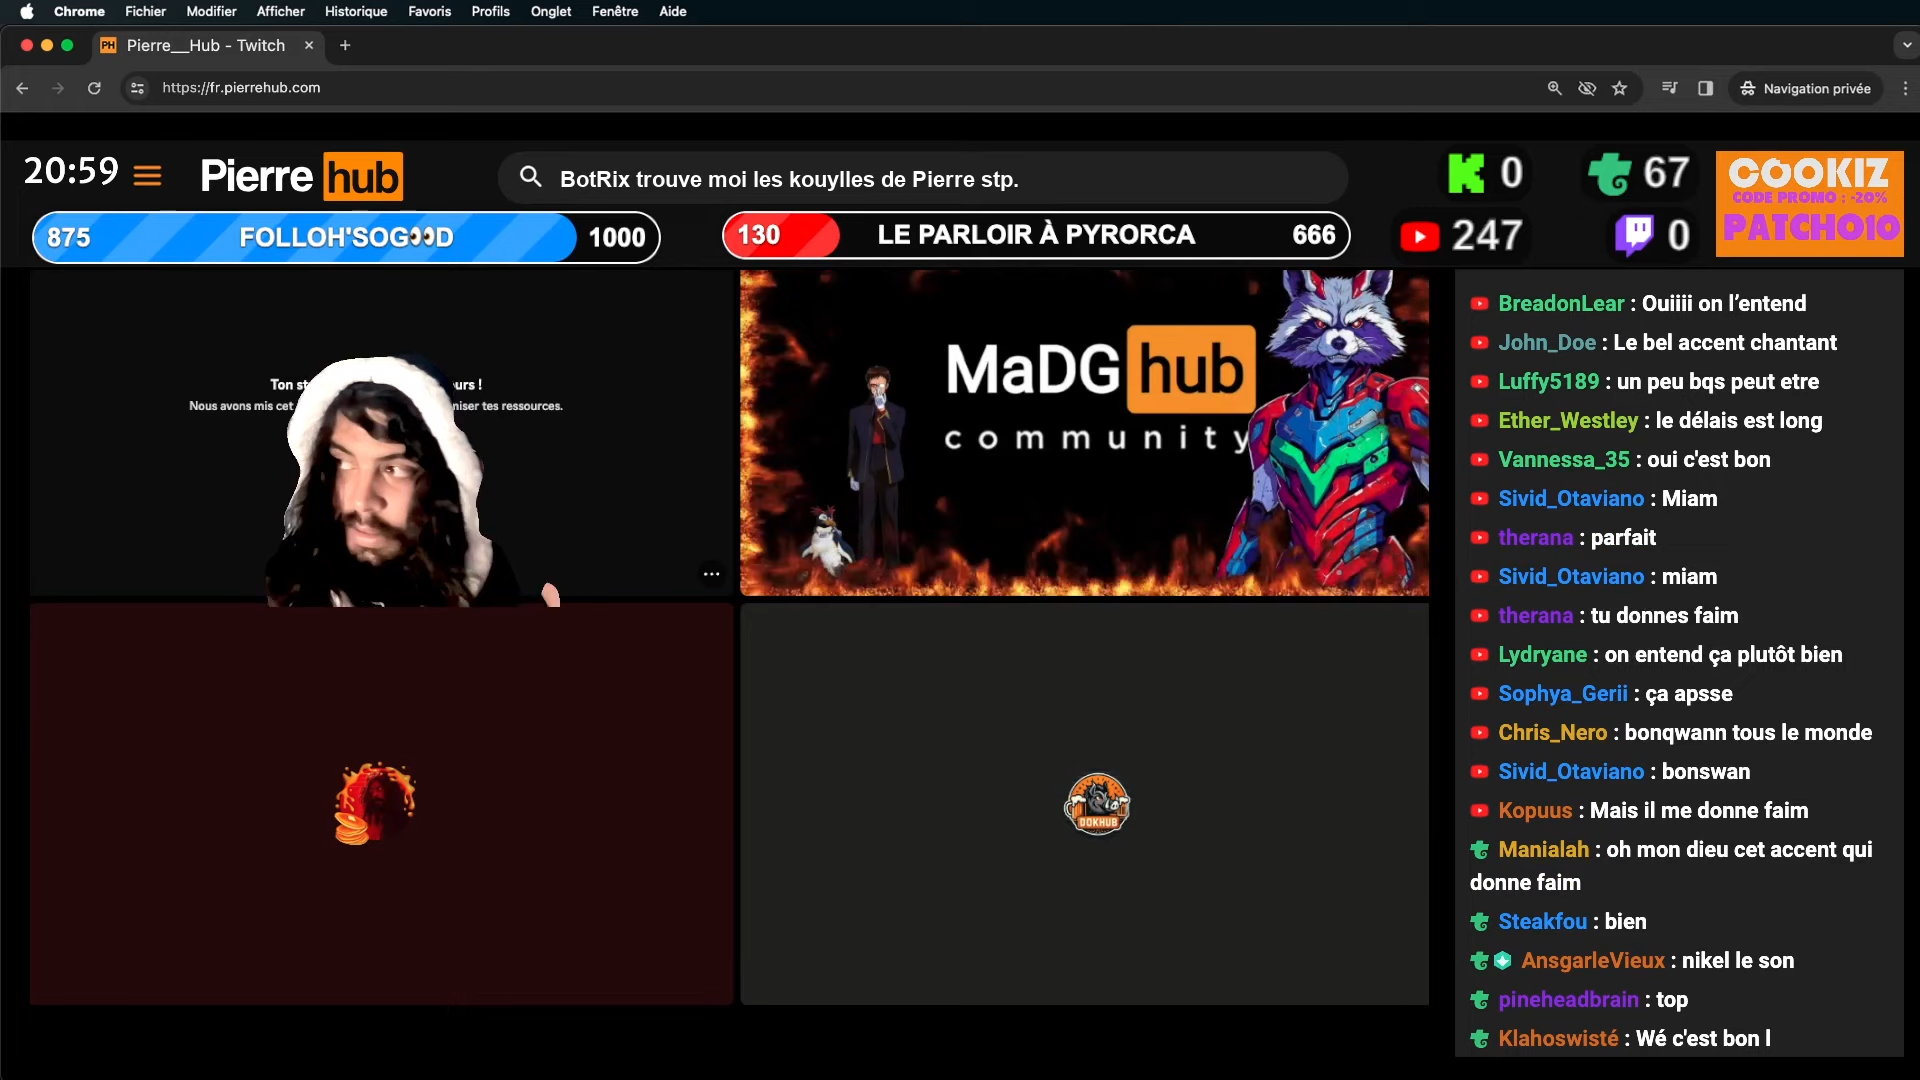 Chrome Fichier Modifier Afficher Historique Favoris Profils Onglet Fenêtre Aide
PH Pierre__Hub - Twitch
https://fr.pierrehub.com
Navigation privée
20:59
Pierre hub
BotRix trouve moi les kouylles de Pierre stp.
0
67
COOKIZ
CODE PROMO : -20%
PATCHO10
875 FOLLOH'SOG👀D 1000
130 LE PARLOIR À PYRORCA 666
247
0
Ton st
urs !
Nous avons mis cet
niser tes ressources.
MaDG hub
community
DOKHUB
BreadonLear : Ouiiii on l’entend
John_Doe : Le bel accent chantant
Luffy5189 : un peu bqs peut etre
Ether_Westley : le délais est long
Vannessa_35 : oui c'est bon
Sivid_Otaviano : Miam
therana : parfait
Sivid_Otaviano : miam
therana : tu donnes faim
Lydryane : on entend ça plutôt bien
Sophya_Gerii : ça apsse
Chris_Nero : bonqwann tous le monde
Sivid_Otaviano : bonswan
Kopuus : Mais il me donne faim
Manialah : oh mon dieu cet accent qui
donne faim
Steakfou : bien
AnsgarleVieux : nikel le son
pineheadbrain : top
Klahoswisté : Wé c'est bon l